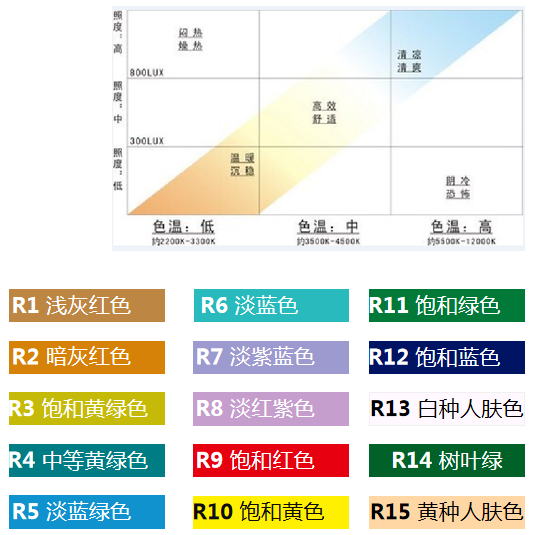 照度：高
闷 热
燥 热
清 凉
清 爽
800LUX
照度：中
高 效
舒 适
300LUX
照度：低
温 暖
沉 稳
阴 冷
恐 怖
色温：低
色温：中
色温：高
约2200K-3300K
约3500K-4500K
约5500K-12000K
R1 浅灰红色
R6 淡蓝色
R11 饱和绿色
R2 暗灰红色
R7 淡紫蓝色
R12 饱和蓝色
R3 饱和黄绿色
R8 淡红紫色
R13 白种人肤色
R4 中等黄绿色
R9 饱和红色
R14 树叶绿
R5 淡蓝绿色
R10 饱和黄色
R15 黄种人肤色